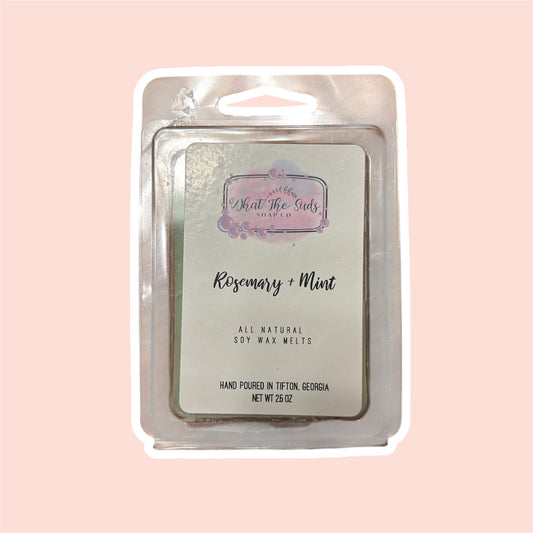 What The Suds
SOAP CO
Rosemary + Mint
ALL NATURAL
SOY WAX MELTS
HAND POURED IN TIFTON, GEORGIA
NET WT 2.5 OZ